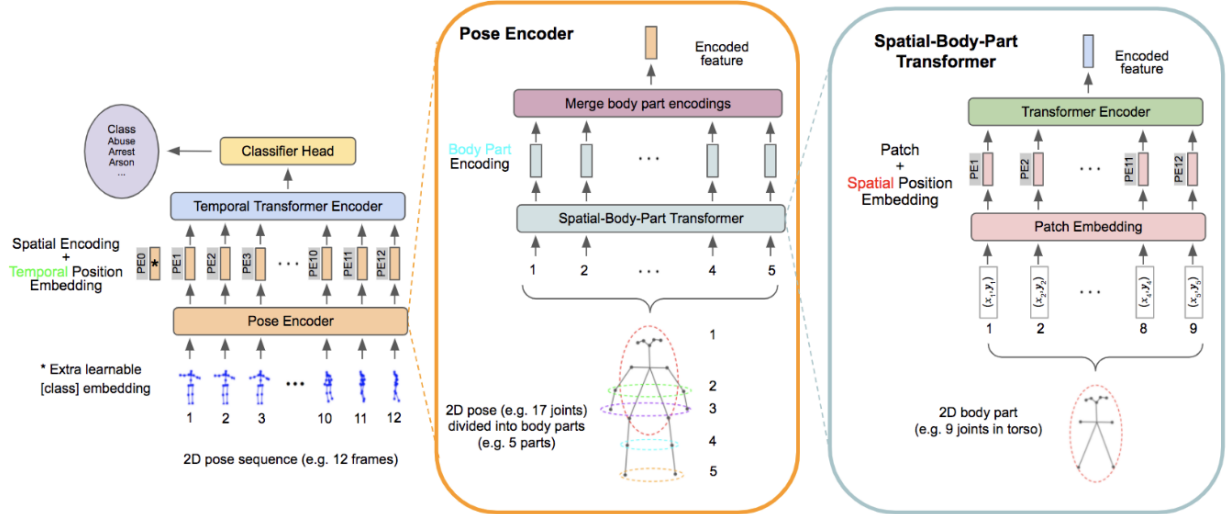 Class
Abuse
Arrest
Arson
...
Classifier Head
Temporal Transformer Encoder
Spatial Encoding
+
Temporal Position
Embedding
PE0
*
PE1
PE2
PE3
...
PE10
PE11
PE12
Pose Encoder
* Extra learnable
[class] embedding
...
1
2
3
10
11
12
2D pose sequence (e.g. 12 frames)
Pose Encoder
Encoded
feature
Merge body part encodings
Body Part
Encoding
...
Spatial-Body-Part Transformer
1
2
...
4
5
1
2
3
4
5
2D pose (e.g. 17 joints)
divided into body parts
(e.g. 5 parts)
Spatial-Body-Part
Transformer
Encoded
feature
Transformer Encoder
Patch
+
Spatial Position
Embedding
PE1
PE2
...
PE11
PE12
Patch Embedding
(x₁,y₁)
(x₂,y₂)
...
(x₄,y₄)
(x₅,y₅)
1
2
8
9
2D body part
(e.g. 9 joints in torso)